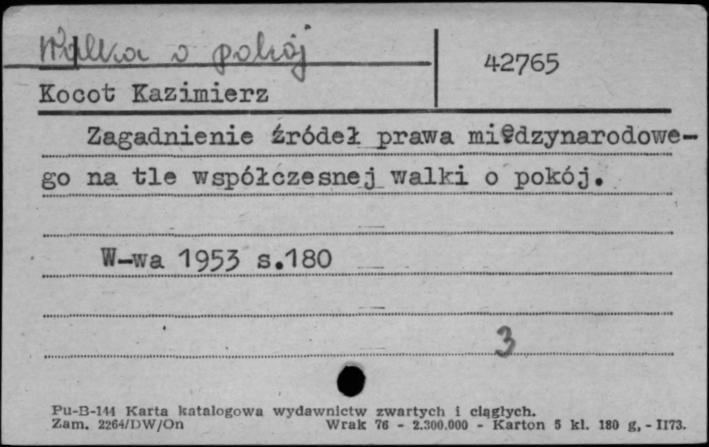 Walka o pokój
42765
Kocot Kazimierz
Zagadnienie źródeł prawa międzynarodowe-
go na tle współczesnej walki o pokój.
W-wa 1953 s.180
3
Pu-B-144 Karta katalogowa wydawnictw zwartych i ciągłych.
Zam. 2264/DW/On Wrak 76 - 2.300.000 - Karton 5 kl. 180 g, - II73.